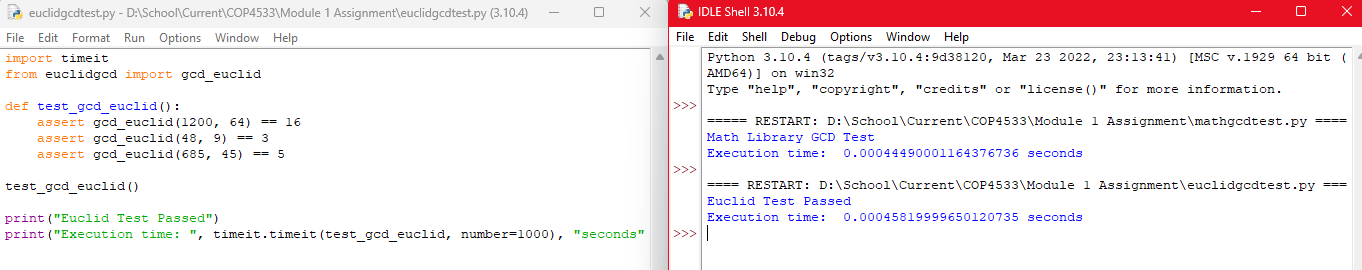 euclidgcdtest.py - D:\School\Current\COP4533\Module 1 Assignment\euclidgcdtest.py (3.10.4)
File Edit Format Run Options Window Help
import timeit
from euclidgcd import gcd_euclid
def test_gcd_euclid():
    assert gcd_euclid(1200, 64) == 16
    assert gcd_euclid(48, 9) == 3
    assert gcd_euclid(685, 45) == 5
test_gcd_euclid()
print("Euclid Test Passed")
print("Execution time: ", timeit.timeit(test_gcd_euclid, number=1000), "seconds"
IDLE Shell 3.10.4
File Edit Shell Debug Options Window Help
Python 3.10.4 (tags/v3.10.4:9d38120, Mar 23 2022, 23:13:41) [MSC v.1929 64 bit (
AMD64)] on win32
Type "help", "copyright", "credits" or "license()" for more information.
>>>
===== RESTART: D:\School\Current\COP4533\Module 1 Assignment\mathgcdtest.py ====
Math Library GCD Test
Execution time:  0.00044490001164376736 seconds
>>>
==== RESTART: D:\School\Current\COP4533\Module 1 Assignment\euclidgcdtest.py ===
Euclid Test Passed
Execution time:  0.00045819999650120735 seconds
>>>